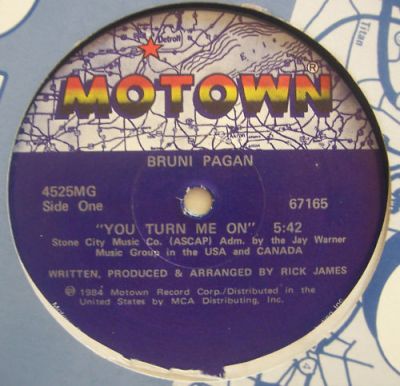 Titan
Detroit
MOTOWN®
BRUNI PAGAN
4525MG
67165
Side One
"YOU TURN ME ON" 5:42
Stone City Music Co. (ASCAP) Adm. by the Jay Warner
Music Group in the USA and CANADA
WRITTEN, PRODUCED & ARRANGED BY RICK JAMES
℗ 1984 Motown Record Corp./Distributed in the
United States by MCA Distributing, Inc.